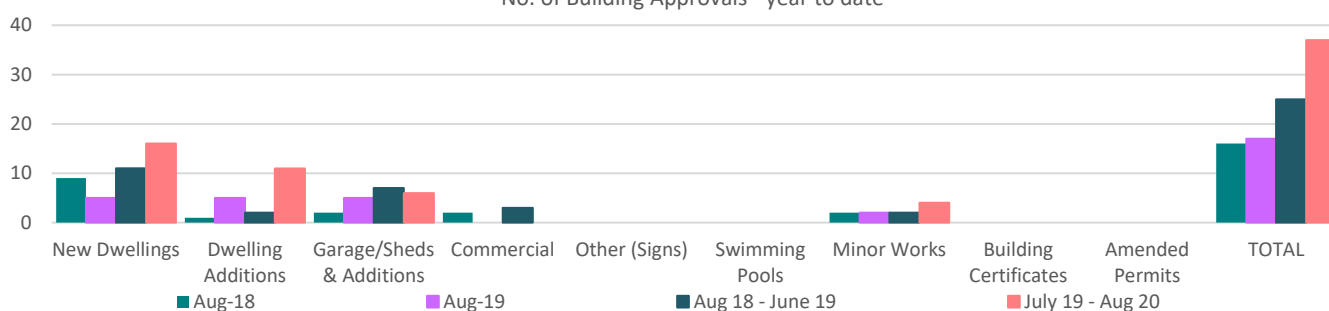 No. of Building Approvals - year to date
40
30
20
10
0
New Dwellings
Dwelling
Additions
Garage/Sheds
& Additions
Commercial
Other (Signs)
Swimming
Pools
Minor Works
Building
Certificates
Amended
Permits
TOTAL
Aug-18
Aug-19
Aug 18 - June 19
July 19 - Aug 20